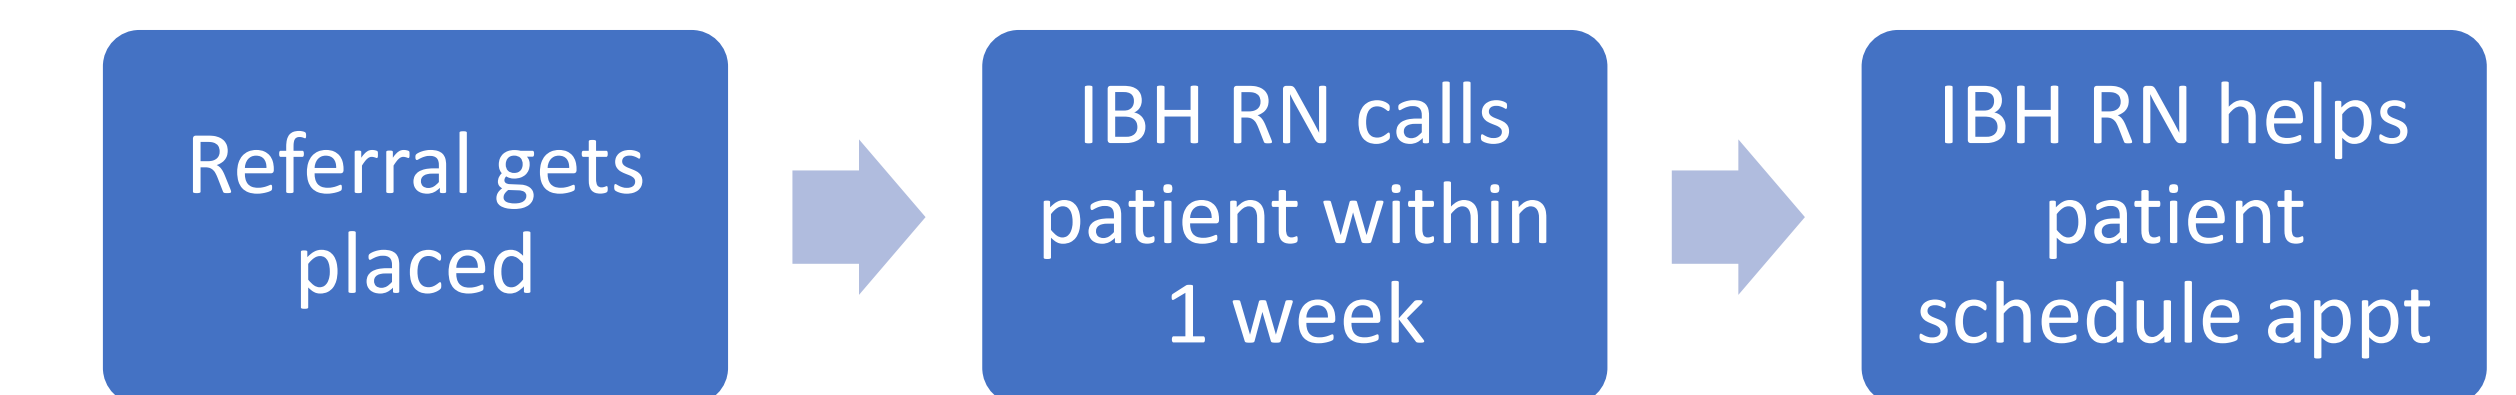 Referral gets
placed
IBH RN calls
patient within
1 week
IBH RN helps
patient
schedule appt